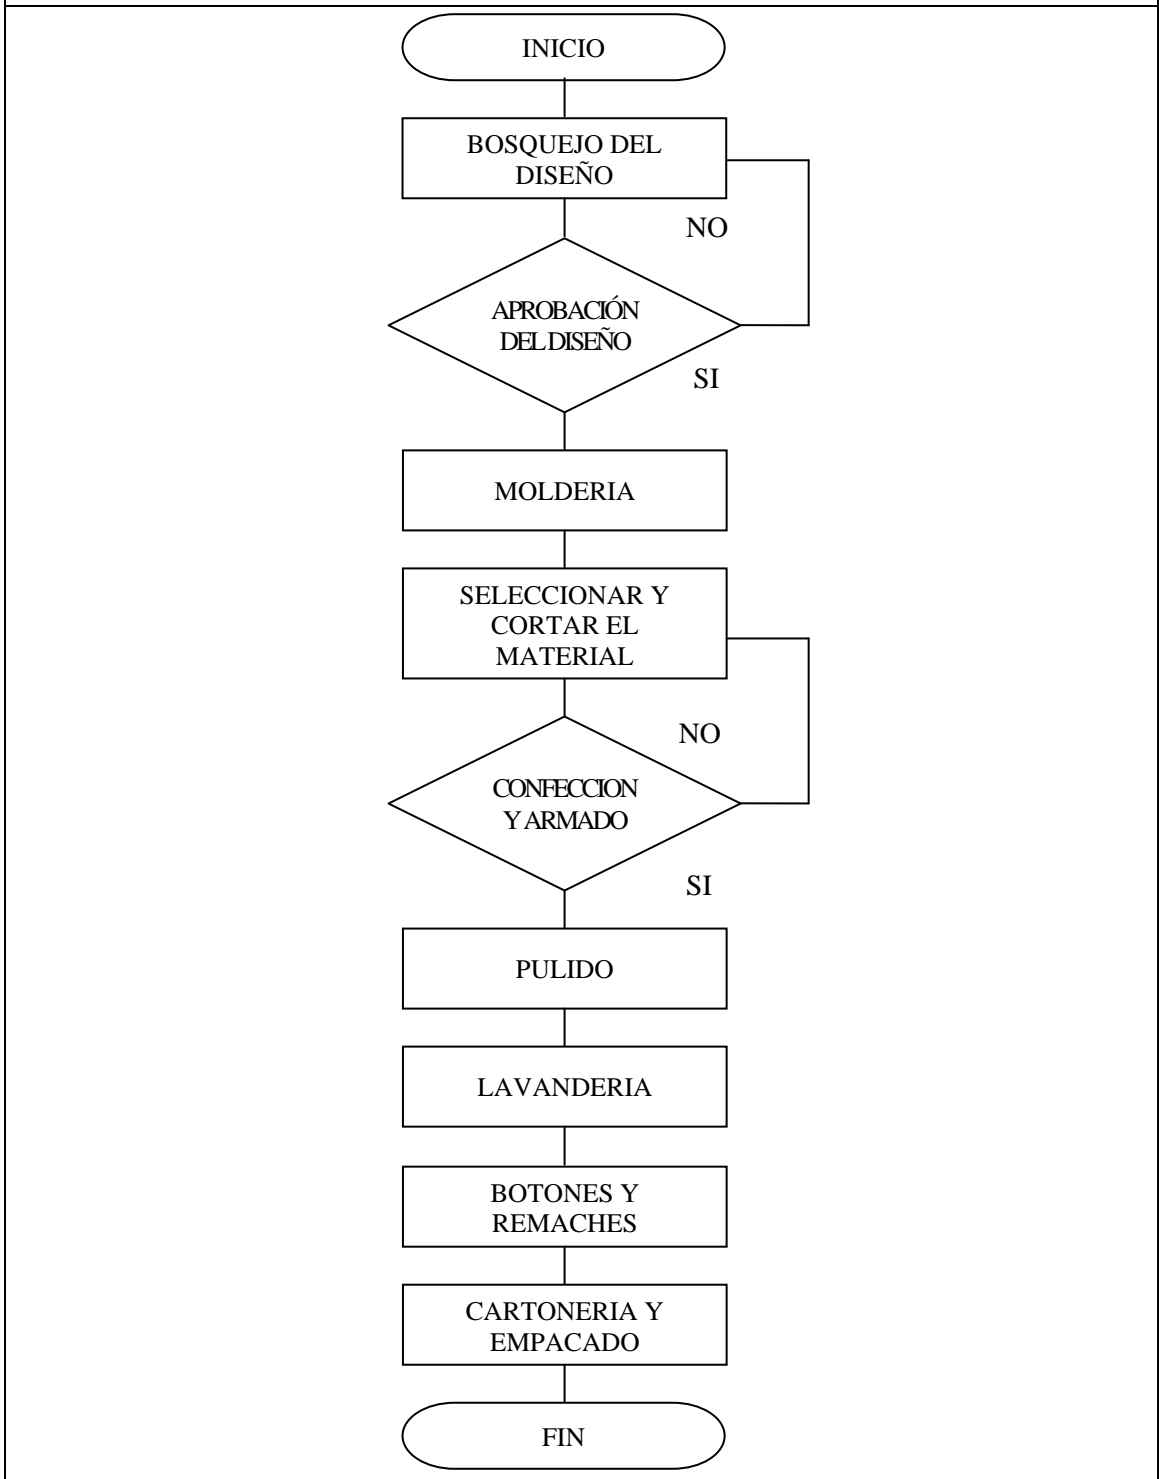 INICIO
BOSQUEJO DEL
DISEÑO
NO
APROBACIÓN
DEL DISEÑO
SI
MOLDERIA
SELECCIONAR Y
CORTAR EL
MATERIAL
NO
CONFECCION
Y ARMADO
SI
PULIDO
LAVANDERIA
BOTONES Y
REMACHES
CARTONERIA Y
EMPACADO
FIN